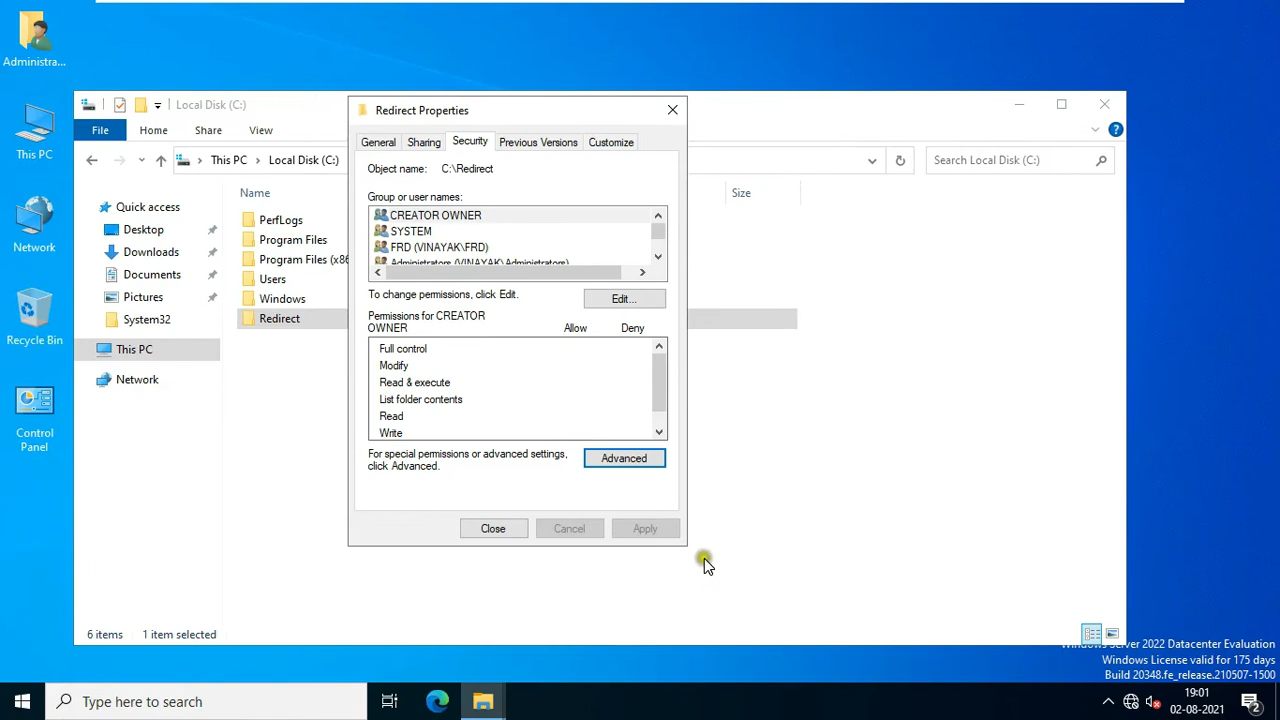 Administra...
This PC
Network
Recycle Bin
Control
Panel
Local Disk (C:)
File
Home
Share
View
This PC > Local Disk (C:)
Search Local Disk (C:)
Quick access
Desktop
Downloads
Documents
Pictures
System32
This PC
Network
Name
Size
PerfLogs
Program Files
Program Files (x86
Users
Windows
Redirect
6 items
1 item selected
Redirect Properties
General
Sharing
Security
Previous Versions
Customize
Object name: C:\Redirect
Group or user names:
CREATOR OWNER
SYSTEM
FRD (VINAYAK\FRD)
Administrators (VINAYAK\Administrators)
To change permissions, click Edit.
Edit...
Permissions for CREATOR
OWNER
Allow
Deny
Full control
Modify
Read & execute
List folder contents
Read
Write
For special permissions or advanced settings,
click Advanced.
Advanced
Close
Cancel
Apply
Windows Server 2022 Datacenter Evaluation
Windows License valid for 175 days
Build 20348.fe_release.210507-1500
Type here to search
19:01
02-08-2021
2